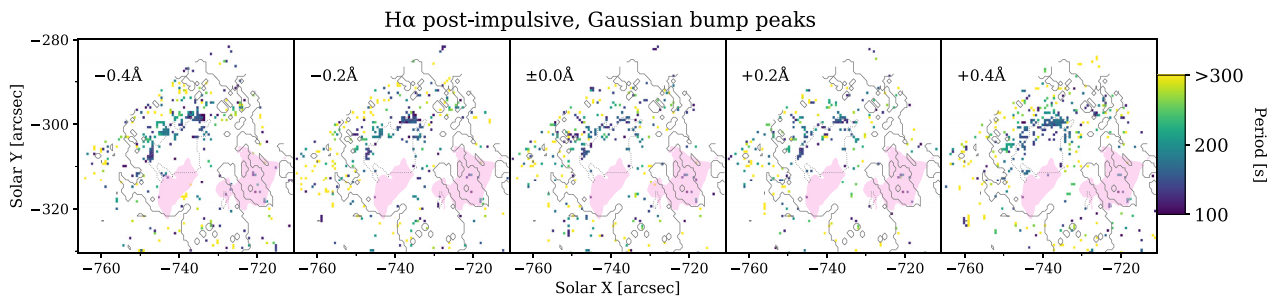 Hα post-impulsive, Gaussian bump peaks
−280
−300
−320
Solar Y [arcsec]
−0.4Å
−0.2Å
±0.0Å
+0.2Å
+0.4Å
>300
200
100
Period [s]
−760 −740 −720 −760 −740 −720 −760 −740 −720 −760 −740 −720 −760 −740 −720
Solar X [arcsec]